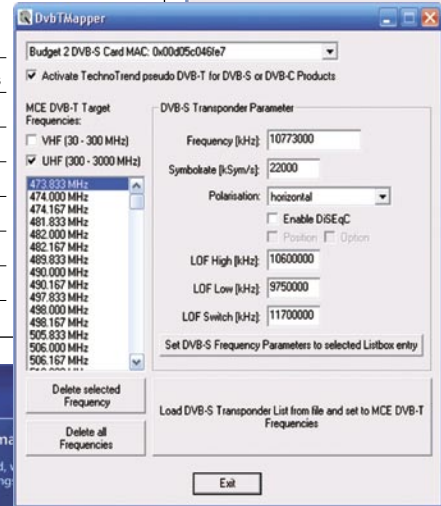 DvbTMapper
Budget 2 DVB-S Card MAC: 0x00d05c046fe7
Activate TechnoTrend pseudo DVB-T for DVB-S or DVB-C Products
MCE DVB-T Target
Frequencies:
VHF (30 - 300 MHz)
UHF (300 - 3000 MHz)
473.833 MHz
474.000 MHz
474.167 MHz
481.833 MHz
482.000 MHz
482.167 MHz
489.833 MHz
490.000 MHz
490.167 MHz
497.833 MHz
498.000 MHz
498.167 MHz
505.833 MHz
506.000 MHz
506.167 MHz
Delete selected
Frequency
Delete all
Frequencies
DVB-S Transponder Parameter
Frequency [kHz]: 10773000
Symbolrate [kSym/s]: 22000
Polarisation: horizontal
Enable DiSEqC
Position Option
LOF High [kHz]: 10600000
LOF Low [kHz]: 9750000
LOF Switch [kHz]: 11700000
Set DVB-S Frequency Parameters to selected Listbox entry
Load DVB-S Transponder List from file and set to MCE DVB-T
Frequencies
Exit